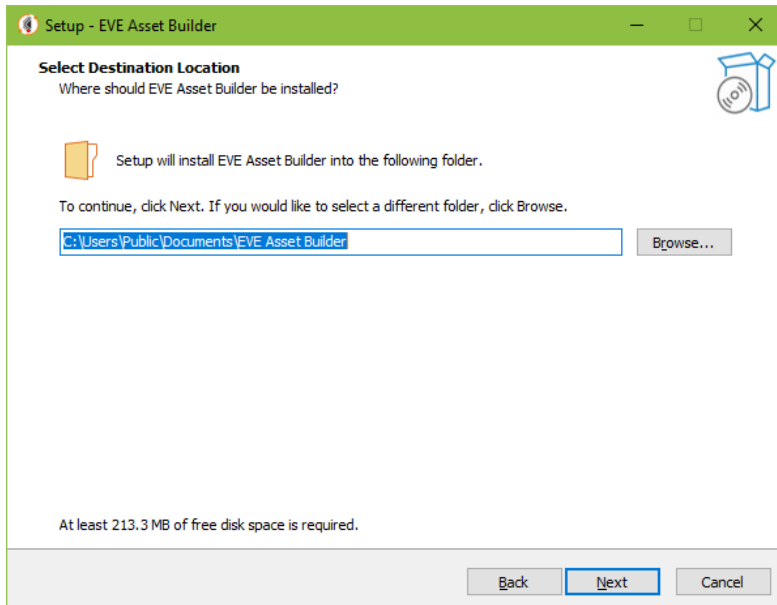 Setup - EVE Asset Builder
Select Destination Location
Where should EVE Asset Builder be installed?
Setup will install EVE Asset Builder into the following folder.
To continue, click Next. If you would like to select a different folder, click Browse.
C:\Users\Public\Documents\EVE Asset Builder
Browse...
At least 213.3 MB of free disk space is required.
Back Next Cancel